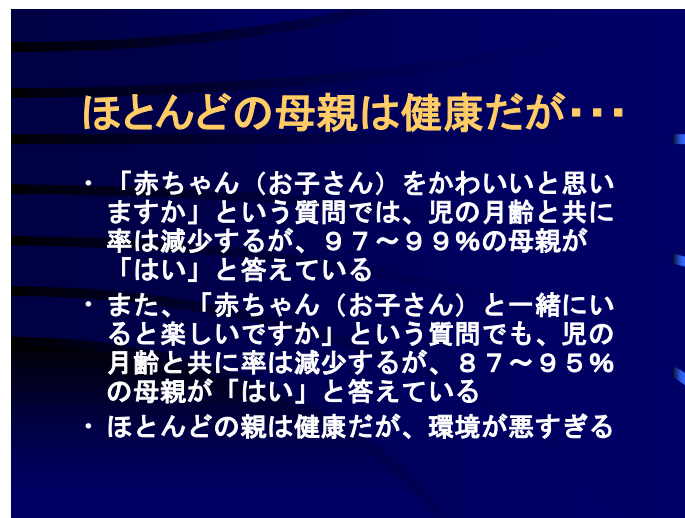 ほとんどの母親は健康だが・・・
・「赤ちゃん（お子さん）をかわいいと思い
ますか」という質問では、児の月齢と共に
率は減少するが、９７～９９%の母親が
「はい」と答えている
・また、「赤ちゃん（お子さん）と一緒にい
ると楽しいですか」という質問でも、児の
月齢と共に率は減少するが、８７～９５%
の母親が「はい」と答えている
・ほとんどの親は健康だが、環境が悪すぎる